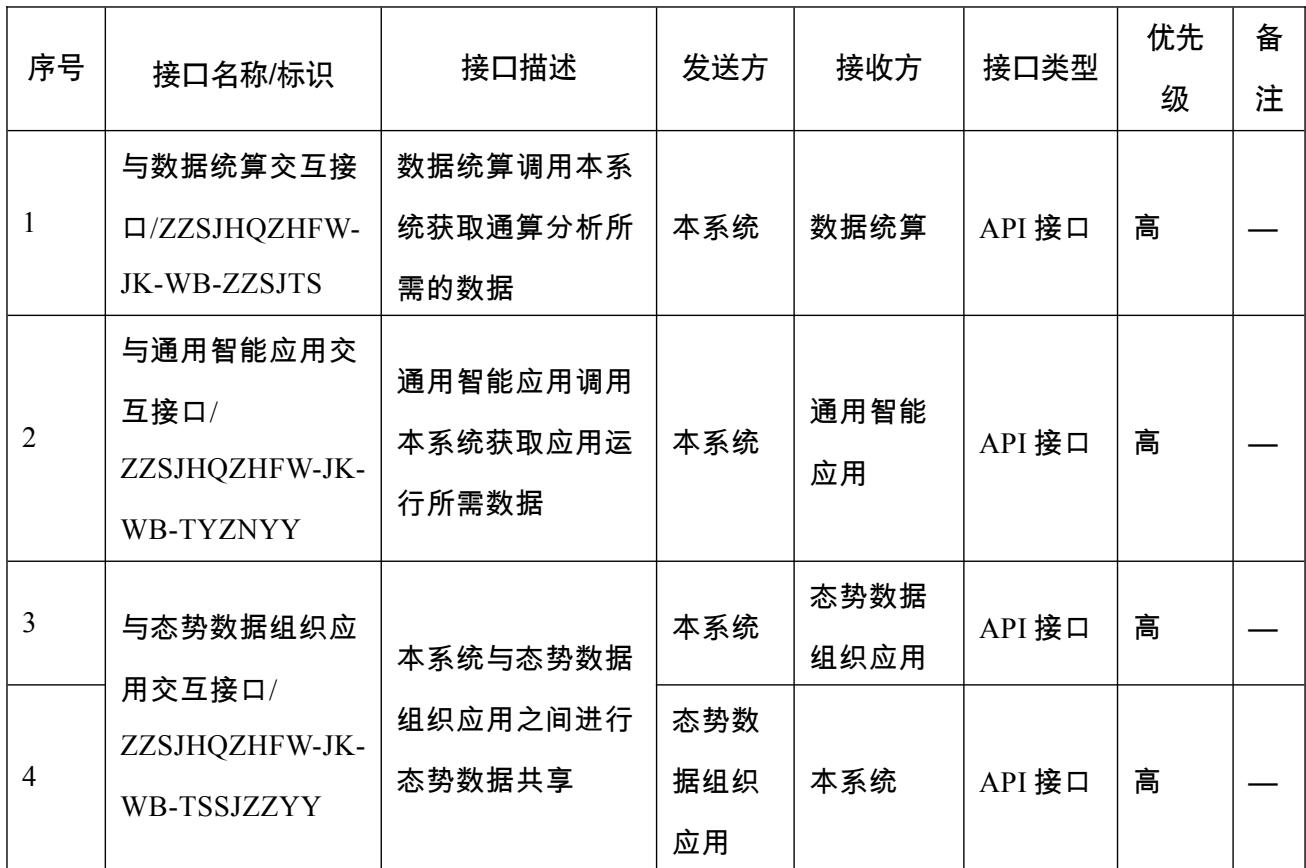 序号 接口名称/标识 接口描述 发送方 接收方 接口类型 优先级 备注
1
与数据统算交互接
口/ZZSJHQZHFW-
JK-WB-ZZSJTS
数据统算调用本系
统获取通算分析所
需的数据
本系统
数据统算
API 接口
高
—
2
与通用智能应用交
互接口/
ZZSJHQZHFW-JK-
WB-TYZNYY
通用智能应用调用
本系统获取应用运
行所需数据
本系统
通用智能
应用
API 接口
高
—
3
与态势数据组织应
用交互接口/
ZZSJHQZHFW-JK-
WB-TSSJZZYY
本系统与态势数据
组织应用之间进行
态势数据共享
本系统
态势数据
组织应用
API 接口
高
—
4
态势数
据组织
应用
本系统
API 接口
高
—